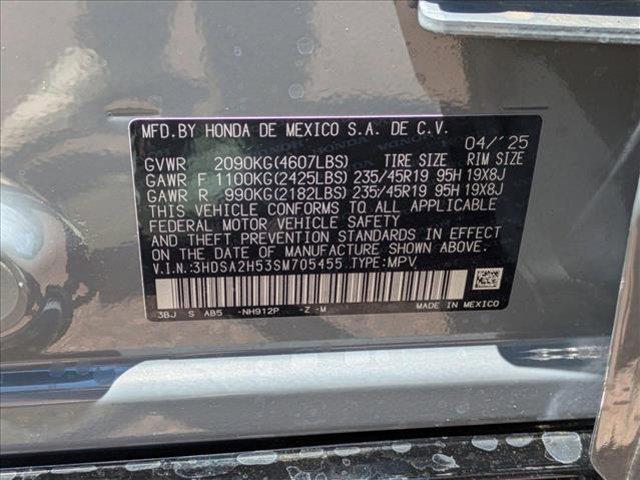 MFD.BY HONDA DE MEXICO S.A. DE C.V.
04/'25
GVWR 2090KG(4607LBS) TIRE SIZE RIM SIZE
GAWR F 1100KG(2425LBS) 235/45R19 95H 19X8J
GAWR R 990KG(2182LBS) 235/45R19 95H 19X8J
THIS VEHICLE CONFORMS TO ALL APPLICABLE
FEDERAL MOTOR VEHICLE SAFETY
AND THEFT PREVENTION STANDARDS IN EFFECT
ON THE DATE OF MANUFACTURE SHOWN ABOVE.
V.I.N.:3HDSA2H53SM705455 TYPE:MPV
3BJ S AB5 -NH912P -Z -M MADE IN MEXICO